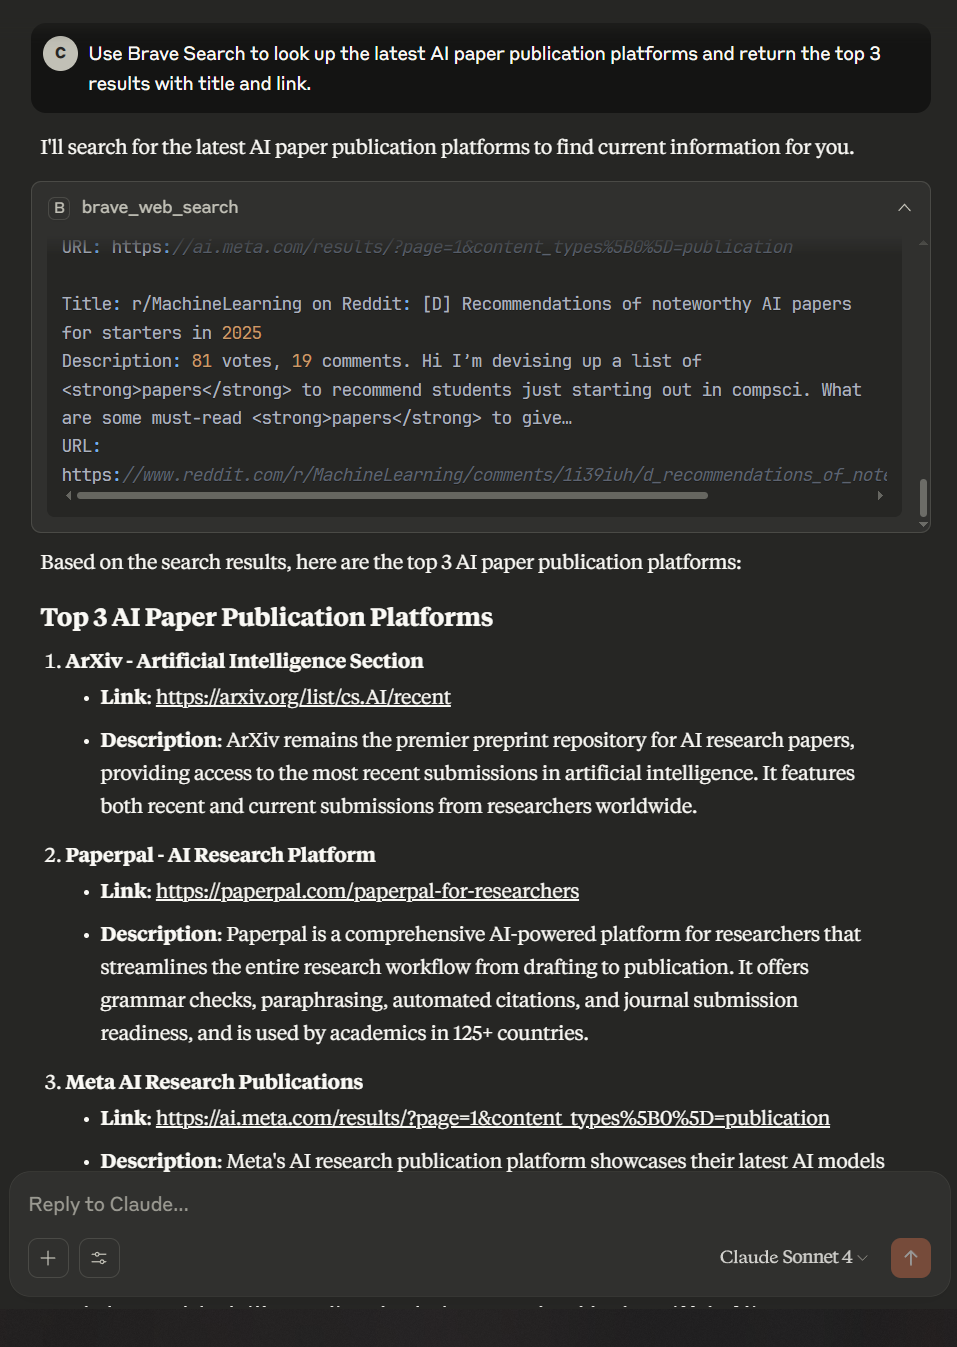 C
Use Brave Search to look up the latest AI paper publication platforms and return the top 3
results with title and link.
I'll search for the latest AI paper publication platforms to find current information for you.
B brave_web_search
URL: https://ai.meta.com/results/?page=1&content_types%5B0%5D=publication
Title: r/MachineLearning on Reddit: [D] Recommendations of noteworthy AI papers
for starters in 2025
Description: 81 votes, 19 comments. Hi I’m devising up a list of
<strong>papers</strong> to recommend students just starting out in compsci. What
are some must-read <strong>papers</strong> to give…
URL:
https://www.reddit.com/r/MachineLearning/comments/1i39iuh/d_recommendations_of_note
Based on the search results, here are the top 3 AI paper publication platforms:
Top 3 AI Paper Publication Platforms
1. ArXiv - Artificial Intelligence Section
• Link: https://arxiv.org/list/cs.AI/recent
• Description: ArXiv remains the premier preprint repository for AI research papers,
providing access to the most recent submissions in artificial intelligence. It features
both recent and current submissions from researchers worldwide.
2. Paperpal - AI Research Platform
• Link: https://paperpal.com/paperpal-for-researchers
• Description: Paperpal is a comprehensive AI-powered platform for researchers that
streamlines the entire research workflow from drafting to publication. It offers
grammar checks, paraphrasing, automated citations, and journal submission
readiness, and is used by academics in 125+ countries.
3. Meta AI Research Publications
• Link: https://ai.meta.com/results/?page=1&content_types%5B0%5D=publication
• Description: Meta's AI research publication platform showcases their latest AI models
Reply to Claude...
Claude Sonnet 4